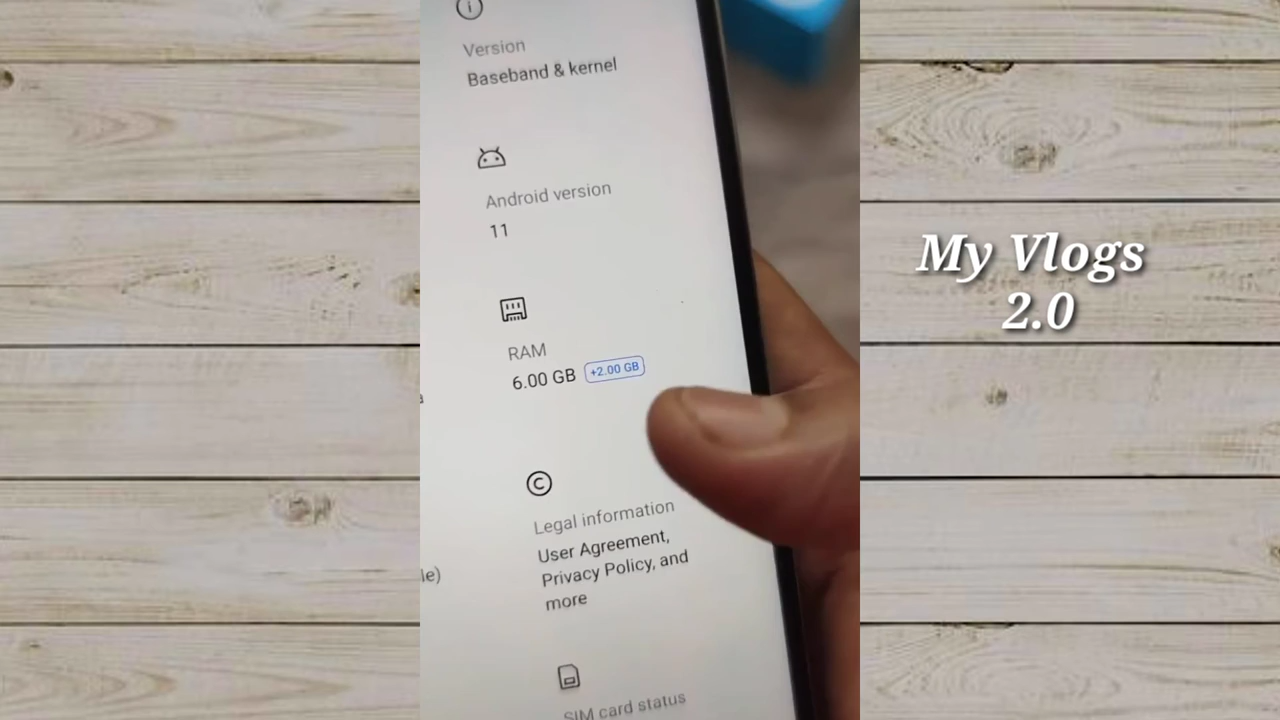 Version
Baseband & kernel
Android version
11
RAM
6.00 GB +2.00 GB
Legal information
User Agreement,
Privacy Policy, and
more
le)
SIM card status
My Vlogs
2.0